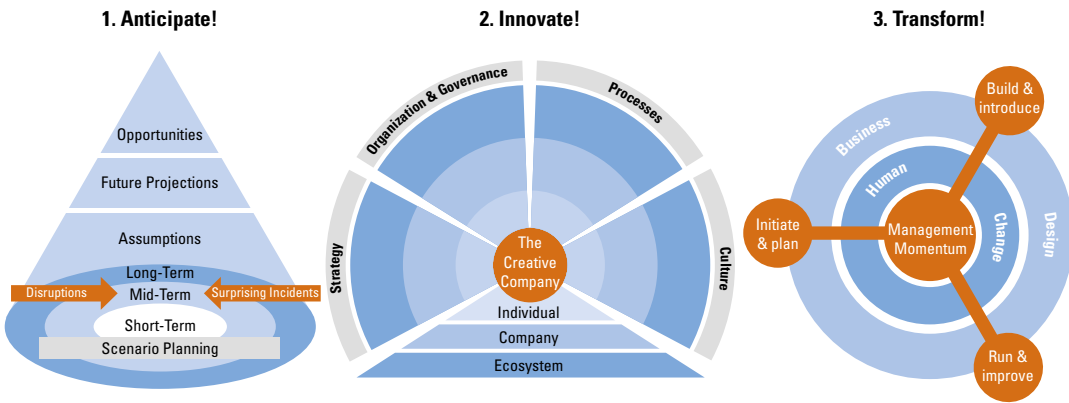 1. Anticipate!
Opportunities
Future Projections
Assumptions
Long-Term
Disruptions
Mid-Term
Surprising Incidents
Short-Term
Scenario Planning
2. Innovate!
Organization & Governance
Processes
Strategy
Culture
The
Creative
Company
Individual
Company
Ecosystem
3. Transform!
Build &
introduce
Business
Human
Initiate
& plan
Management
Momentum
Change
Design
Run &
improve